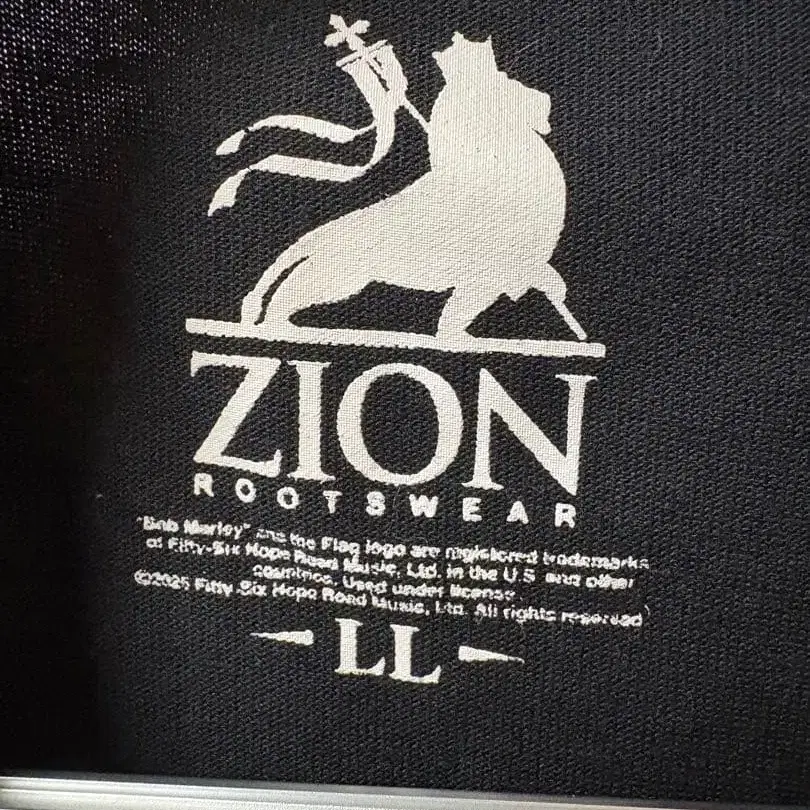 ZION
ROOTSWEAR
"Bob Marley" and the Flag logo are registered trademarks
of Fifty-Six Hope Road Music, Ltd. in the U.S and other
countries. Used under license.
©2025 Fifty-Six Hope Road Music, Ltd. All rights reserved
LL